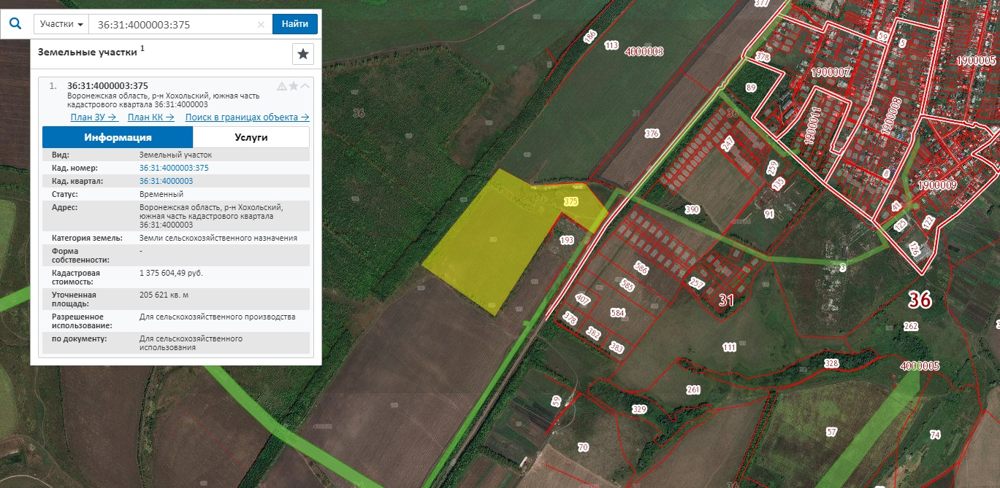 Участки
36:31:4000003:375
Найти
Земельные участки 1
1. 36:31:4000003:375
Воронежская область, р-н Хохольский, южная часть
кадастрового квартала 36:31:4000003
План ЗУ →
План КК →
Поиск в границах объекта →
Информация
Услуги
Вид: Земельный участок
Кад. номер: 36:31:4000003:375
Кад. квартал: 36:31:4000003
Статус: Временный
Адрес: Воронежская область, р-н Хохольский,
южная часть кадастрового квартала
36:31:4000003
Категория земель: Земли сельскохозяйственного назначения
Форма -
собственности:
Кадастровая 1 375 604,49 руб.
стоимость:
Уточненная 205 621 кв. м
площадь:
Разрешенное Для сельскохозяйственного производства
использование:
по документу: Для сельскохозяйственного
использования
377
186
113
4000003
59
5
378
1900007
1900005
89
36
36
1900011
1900008
376
247
259
135
8
1900009
375
390
91
41
125
122
193
126
586
3
585
257
407
31
36
584
378
382
383
262
111
328
4000005
261
59
329
57
74
70